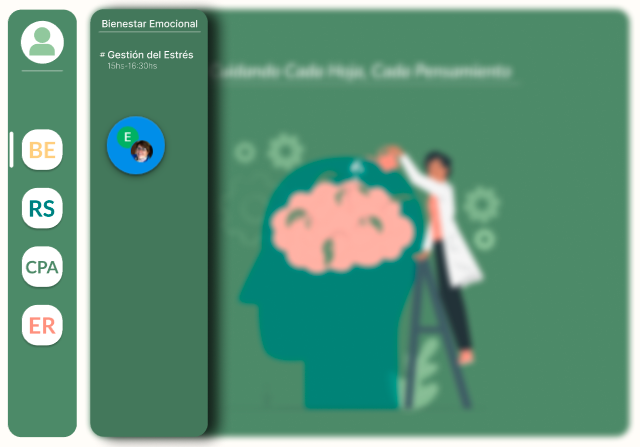 Bienestar Emocional
# Gestión del Estrés
15hs-16:30hs
E
BE
RS
CPA
ER
Cuidando Cada Hoja, Cada Pensamiento